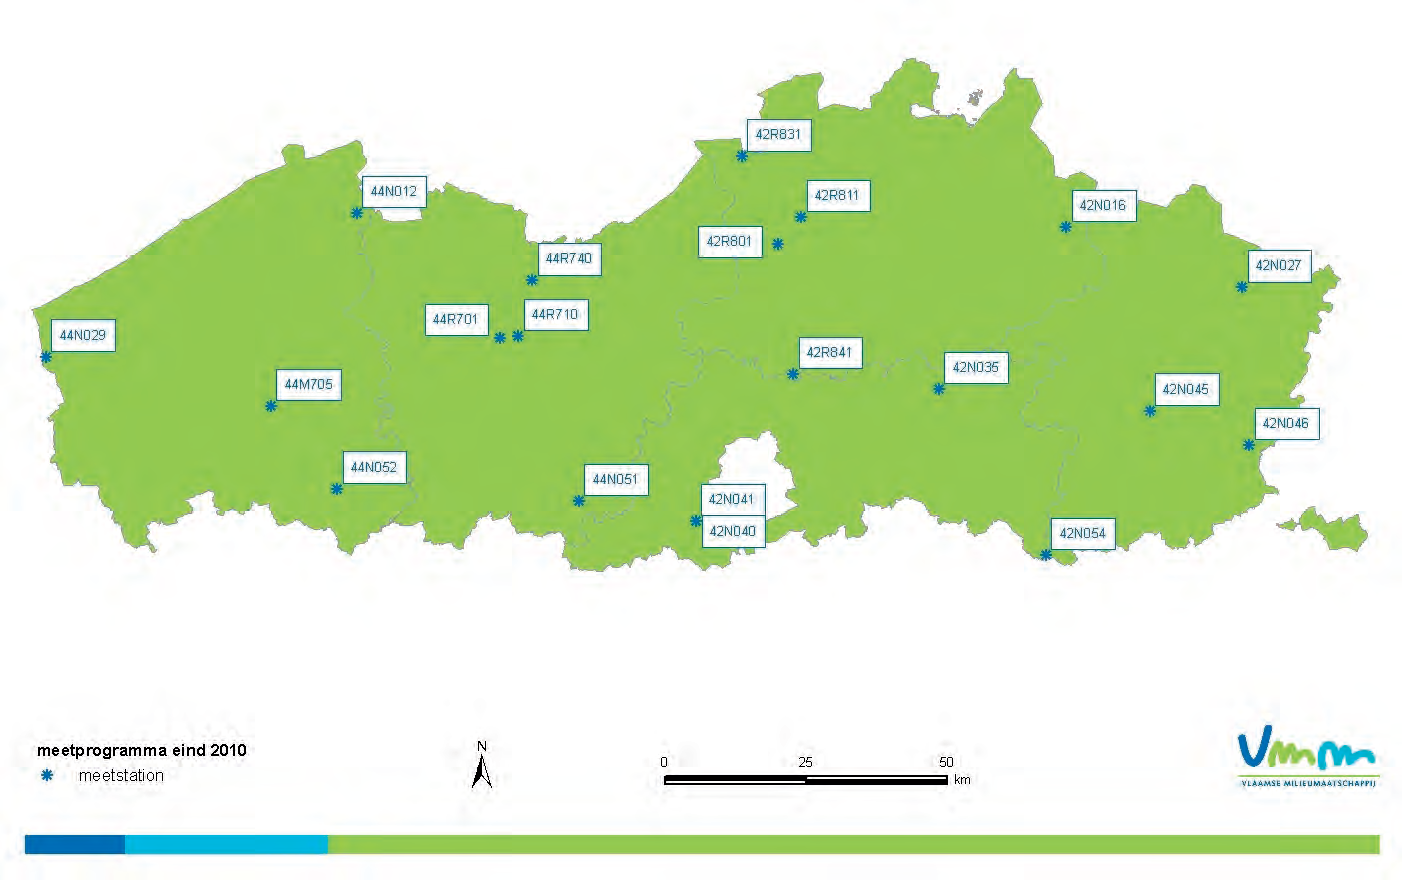 42R831
44N012
42R811
42N016
42R801
44R740
42N027
44R701
44R710
44N029
42R841
42N035
44M705
42N045
42N046
44N052
44N051
42N041
42N040
42N054
meetprogramma eind 2010
meetstation
N
0 25 50
km
Vmm
VLAAMSE MILIEUMAATSCHAPPIJ